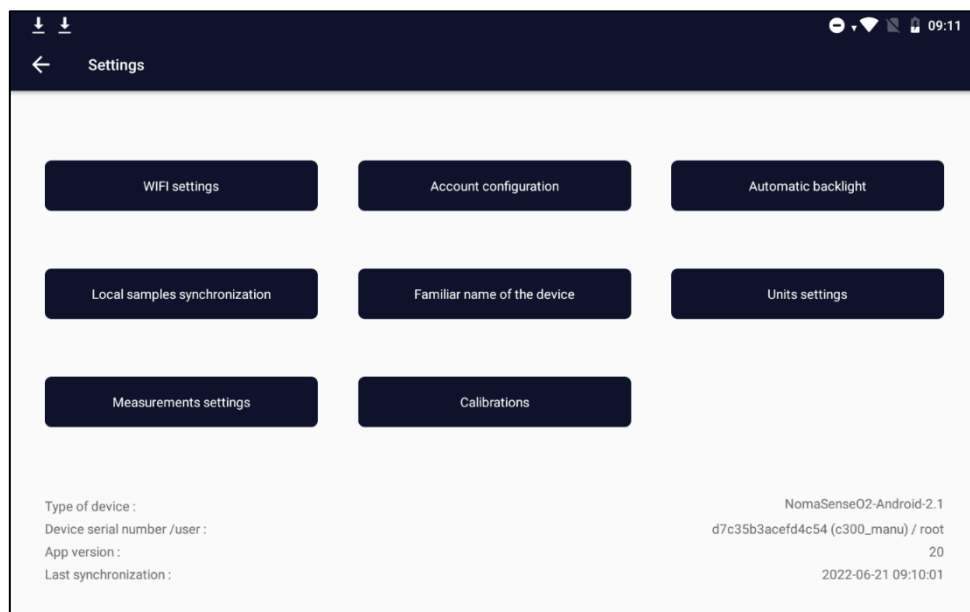 09:11
Settings
WIFI settings Account configuration Automatic backlight
Local samples synchronization Familiar name of the device Units settings
Measurements settings Calibrations
Type of device : NomaSenseO2-Android-2.1
Device serial number /user : d7c35b3acefd4c54 (c300_manu) / root
App version : 20
Last synchronization : 2022-06-21 09:10:01